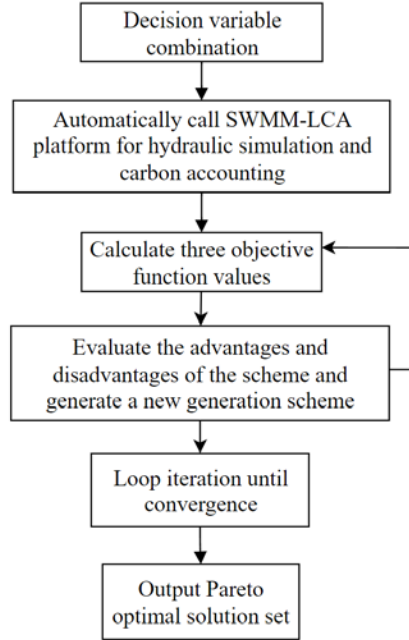 Decision variable
combination
Automatically call SWMM-LCA
platform for hydraulic simulation and
carbon accounting
Calculate three objective
function values
Evaluate the advantages and
disadvantages of the scheme and
generate a new generation scheme
Loop iteration until
convergence
Output Pareto
optimal solution set